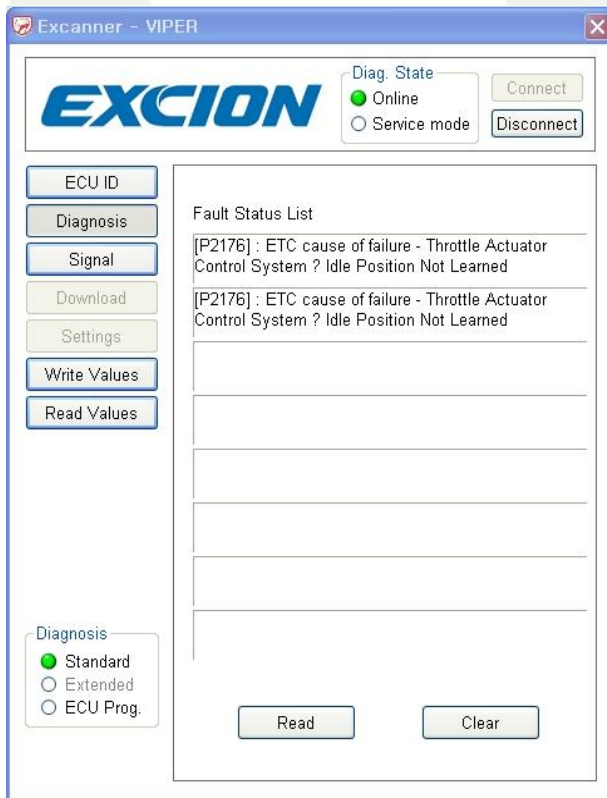 Excanner - VIPER
EXCION
Diag. State
Online
Service mode
Connect
Disconnect
ECU ID
Diagnosis
Signal
Download
Settings
Write Values
Read Values
Fault Status List
[P2176] : ETC cause of failure - Throttle Actuator
Control System ? Idle Position Not Learned
[P2176] : ETC cause of failure - Throttle Actuator
Control System ? Idle Position Not Learned
Diagnosis
Standard
Extended
ECU Prog.
Read
Clear